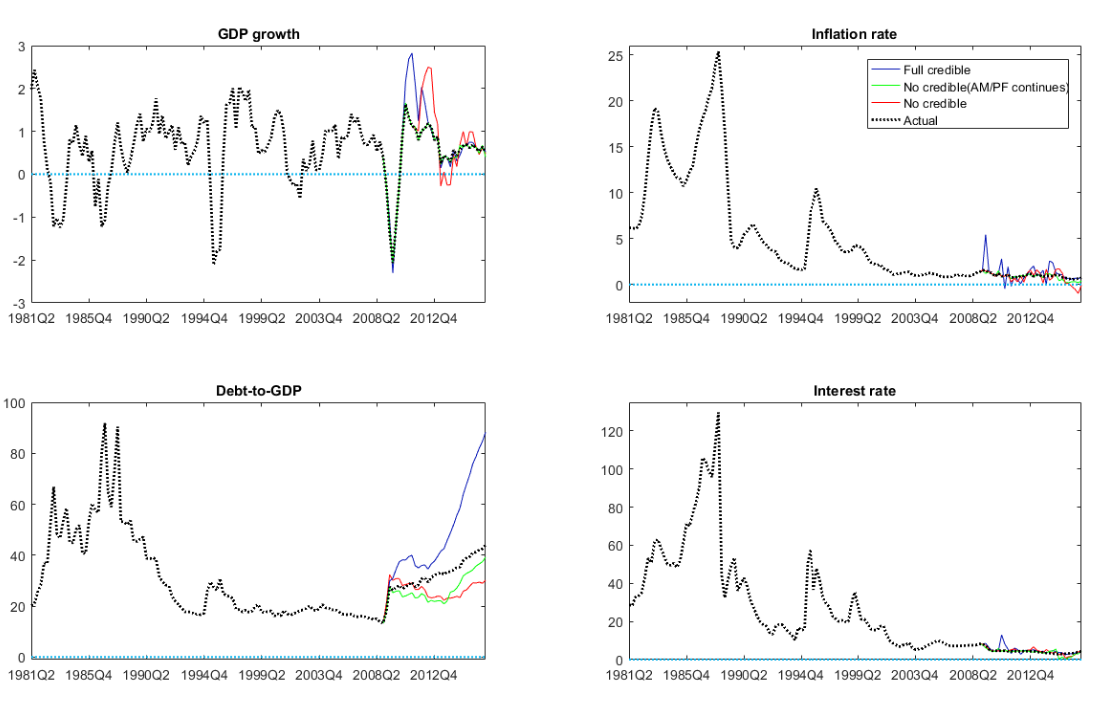 GDP growth
3
2
1
0
-1
-2
-3
1981Q2 1985Q4 1990Q2 1994Q4 1999Q2 2003Q4 2008Q2 2012Q4
Inflation rate
25
20
15
10
5
0
Full credible
No credible(AM/PF continues)
No credible
Actual
1981Q2 1985Q4 1990Q2 1994Q4 1999Q2 2003Q4 2008Q2 2012Q4
Debt-to-GDP
100
80
60
40
20
0
1981Q2 1985Q4 1990Q2 1994Q4 1999Q2 2003Q4 2008Q2 2012Q4
Interest rate
120
100
80
60
40
20
0
1981Q2 1985Q4 1990Q2 1994Q4 1999Q2 2003Q4 2008Q2 2012Q4